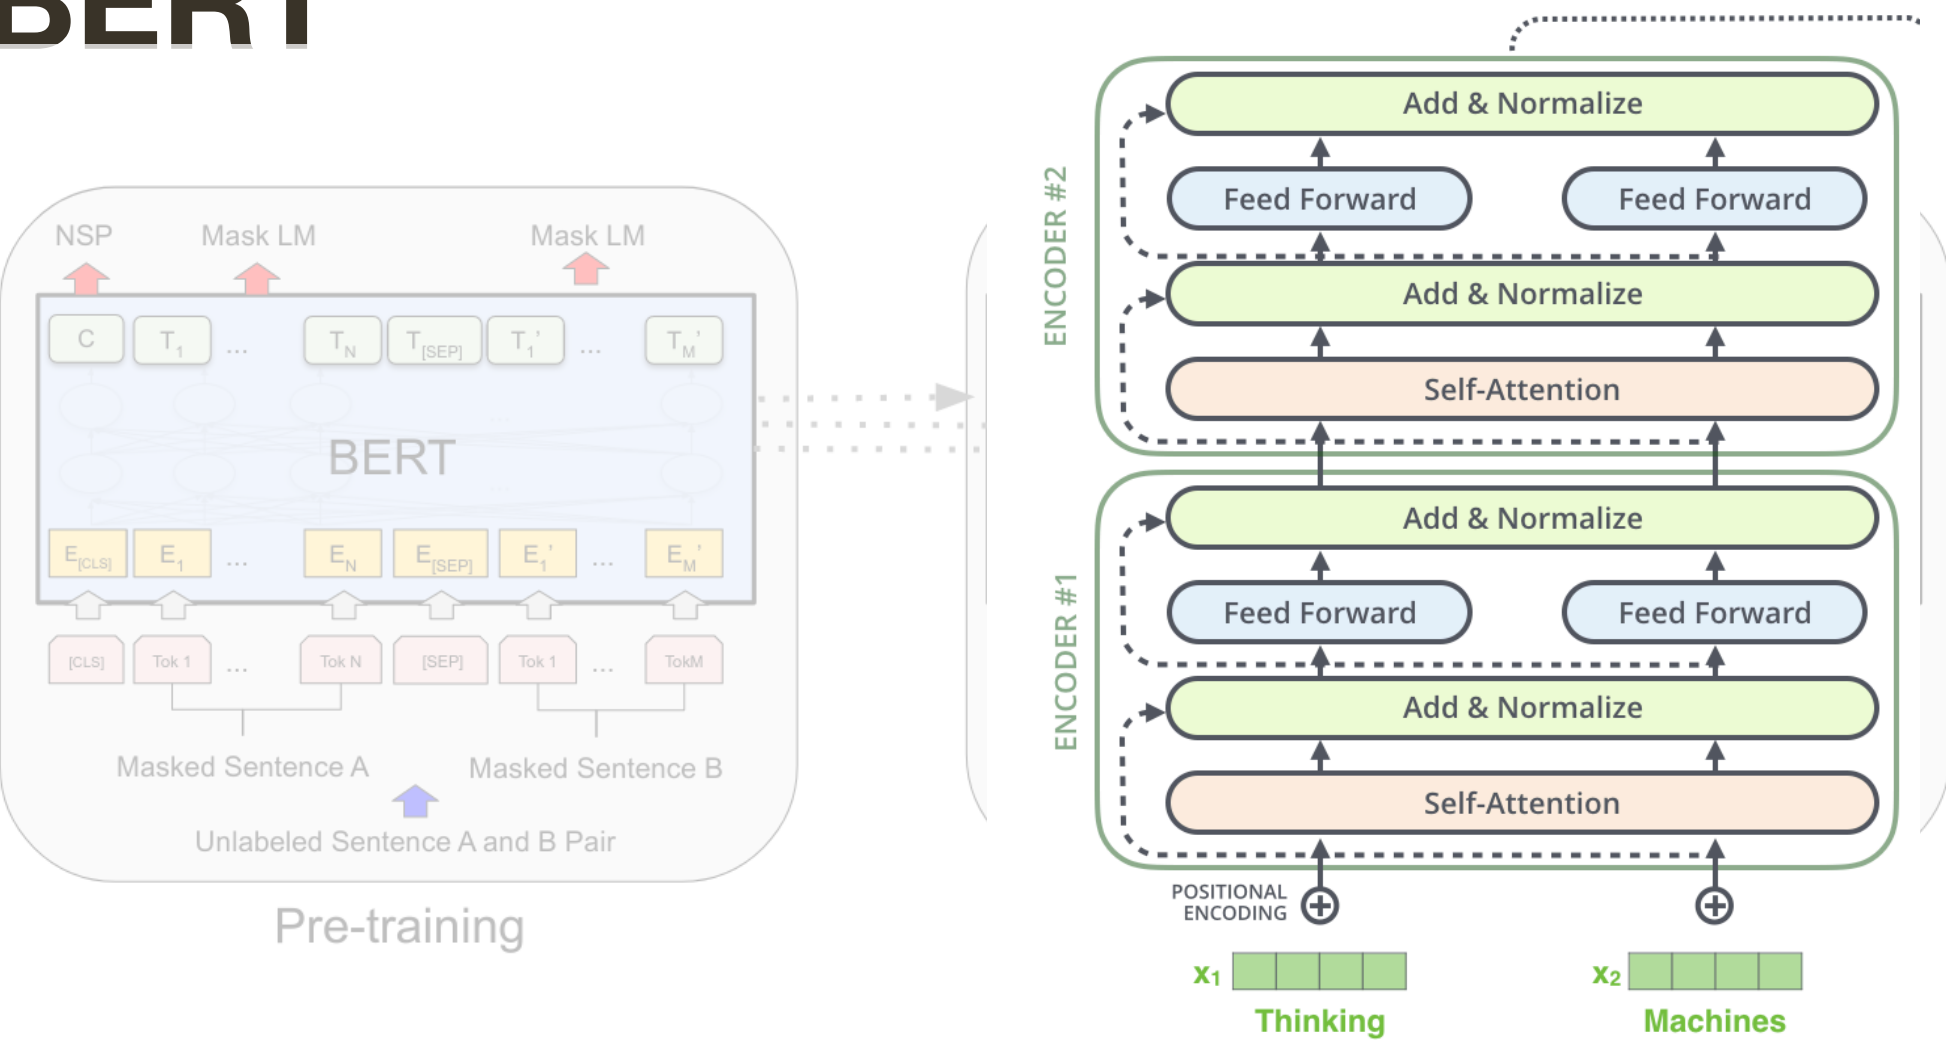 BERT
NSP Mask LM Mask LM
C T1 ... TN T[SEP] T1' ... TM'
...
BERT
...
E[CLS] E1 ... EN E[SEP] E1' ... EM'
[CLS] Tok 1 ... Tok N [SEP] Tok 1 ... TokM
Masked Sentence A Masked Sentence B
Unlabeled Sentence A and B Pair
Pre-training
ENCODER #2
Add & Normalize
Feed Forward Feed Forward
Add & Normalize
Self-Attention
ENCODER #1
Add & Normalize
Feed Forward Feed Forward
Add & Normalize
Self-Attention
POSITIONAL
ENCODING
x1 x2
Thinking Machines